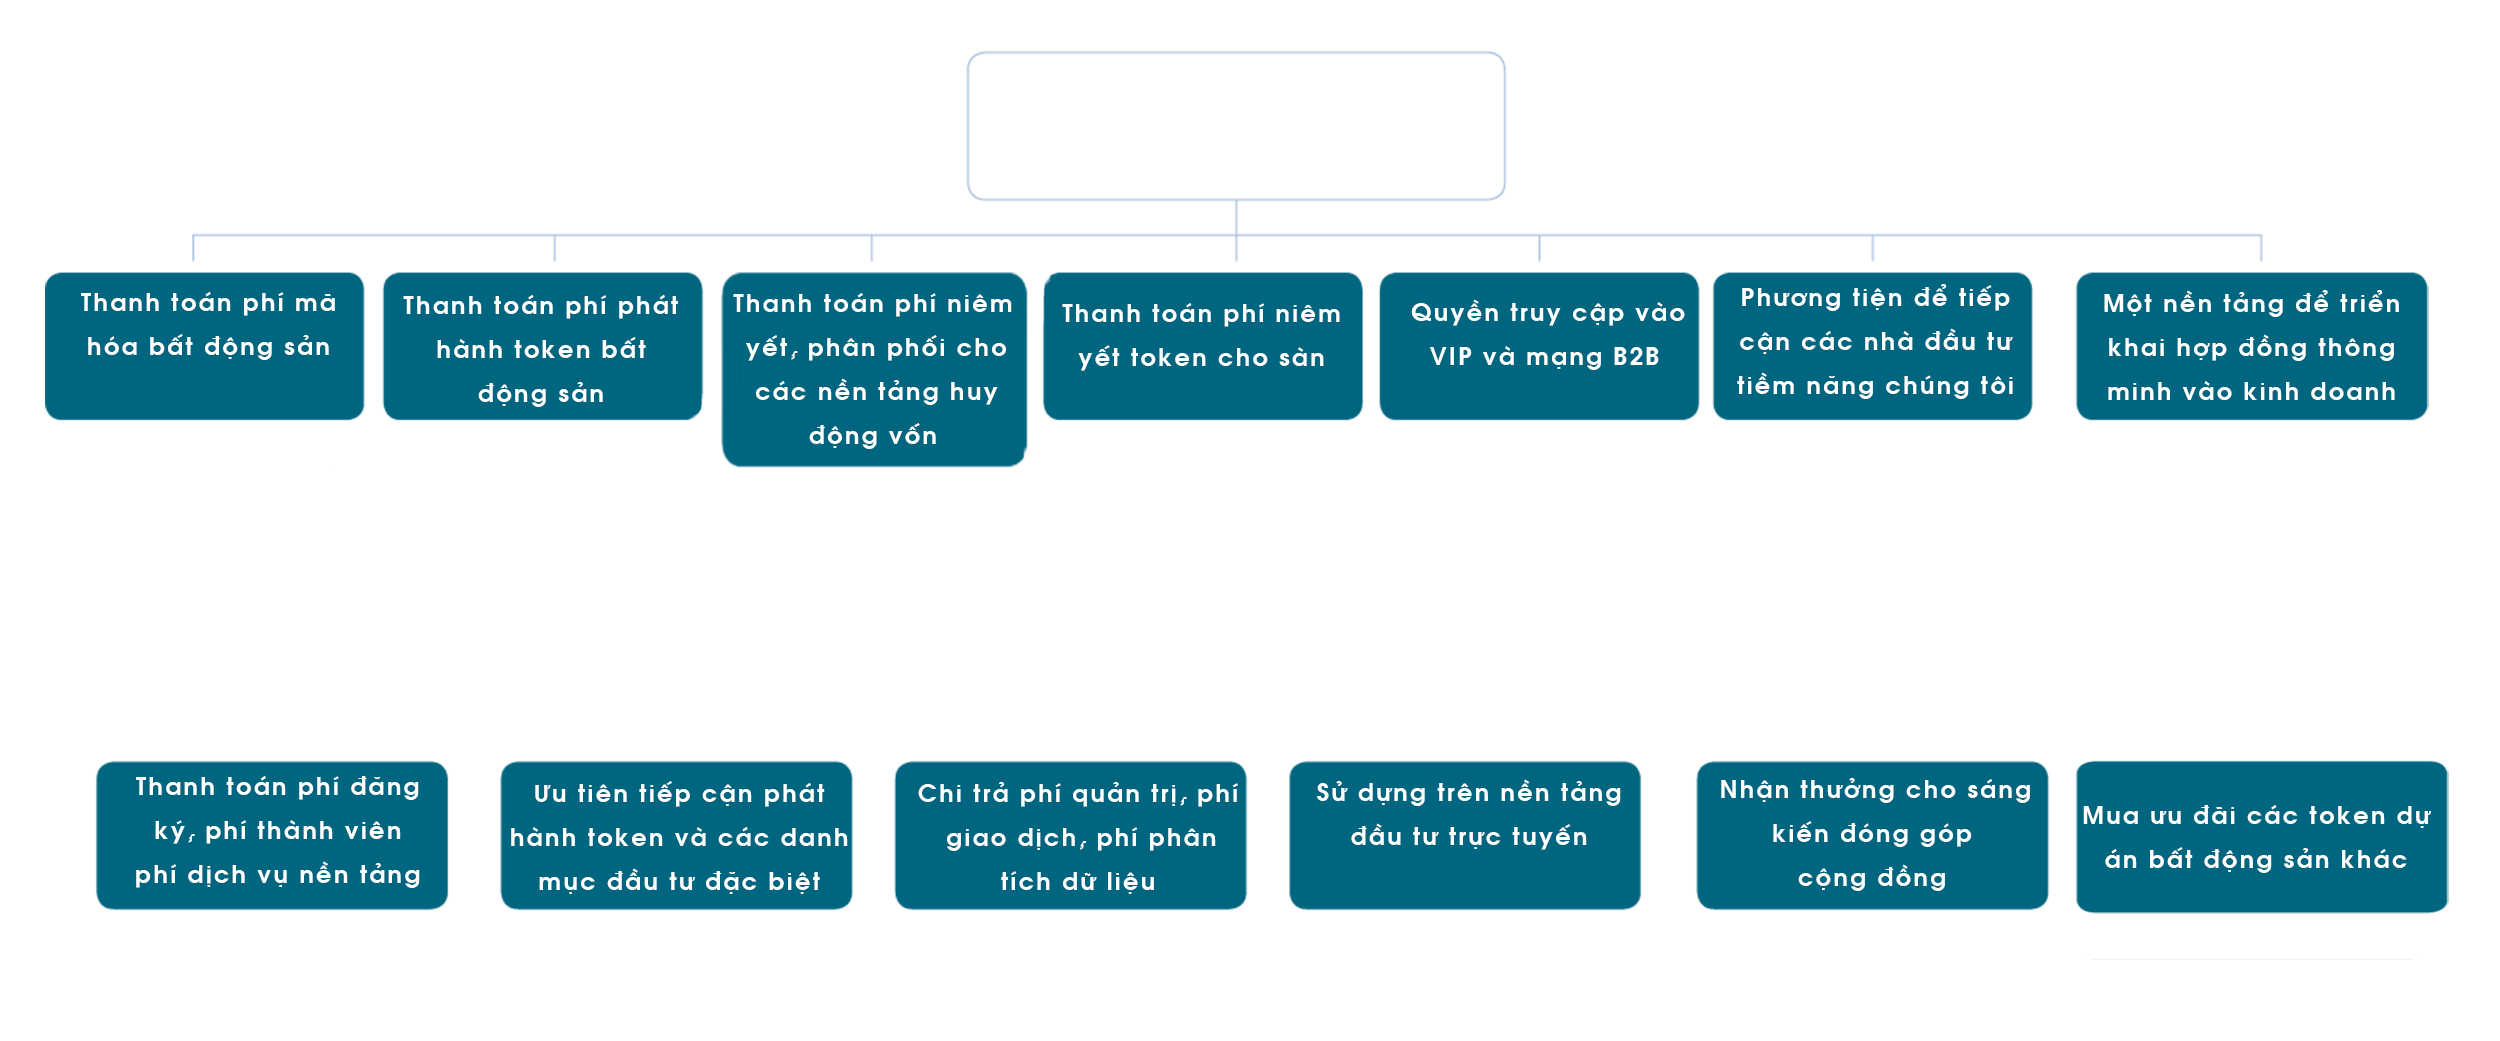 Thanh toán phí mã
hóa bất động sản
Thanh toán phí phát
hành token bất
động sản
Thanh toán phí niêm
yết, phân phối cho
các nền tảng huy
động vốn
Thanh toán phí niêm
yết token cho sàn
Quyền truy cập vào
VIP và mạng B2B
Phương tiện để tiếp
cận các nhà đầu tư
tiềm năng chúng tôi
Một nền tảng để triển
khai hợp đồng thông
minh vào kinh doanh
Thanh toán phí đăng
ký, phí thành viên
phí dịch vụ nền tảng
Ưu tiên tiếp cận phát
hành token và các danh
mục đầu tư đặc biệt
Chi trả phí quản trị, phí
giao dịch, phí phân
tích dữ liệu
Sử dựng trên nền tảng
đầu tư trực tuyến
Nhận thưởng cho sáng
kiến đóng góp
cộng đồng
Mua ưu đãi các token dự
án bất động sản khác